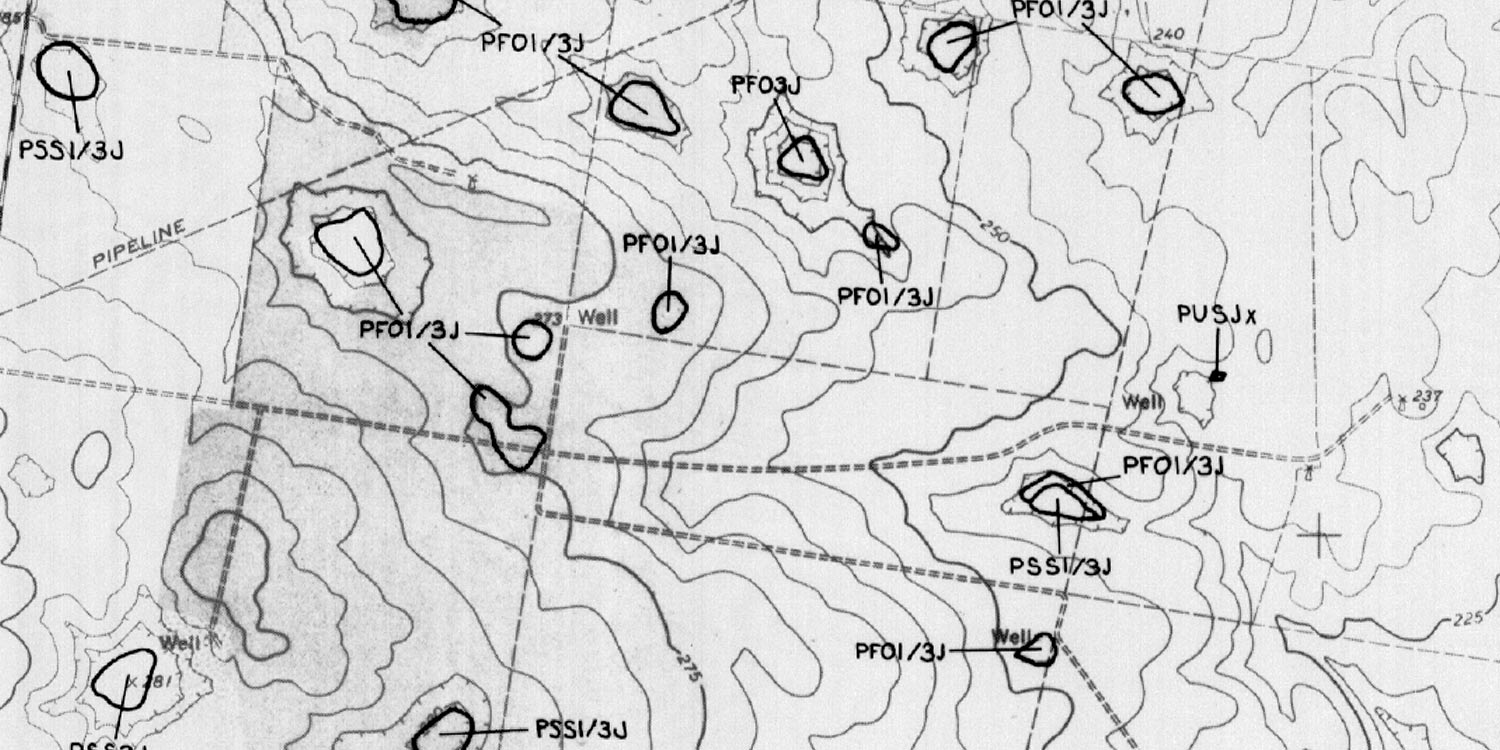 PFO1/3J
240
PFO1/3J
PFO3J
PSS1/3J
PIPELINE
PFO1/3J
250
PFO1/3J
PUSJx
273
Well
PFO1/3J
Well
237
PFO1/3J
PSS1/3J
225
Well
Well
PFO1/3J
275
x281
PSS1/3J